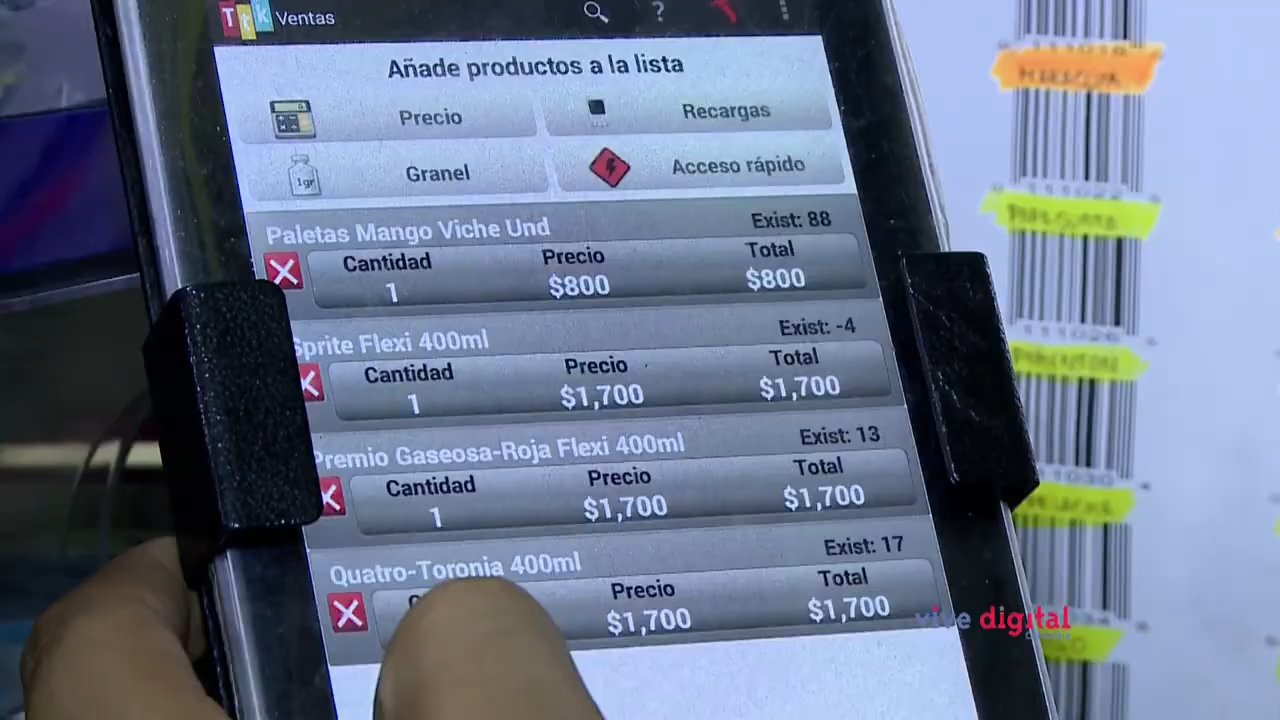 Ttk Ventas
?
Añade productos a la lista
Precio
Recargas
1gr
Granel
Acceso rápido
Paletas Mango Viche Und
Exist: 88
Cantidad Precio Total
1 $800 $800
Sprite Flexi 400ml
Exist: -4
Cantidad Precio Total
1 $1,700 $1,700
Premio Gaseosa-Roja Flexi 400ml
Exist: 13
Cantidad Precio Total
1 $1,700 $1,700
Quatro-Toronja 400ml
Exist: 17
Precio Total
$1,700 $1,700
vive digital